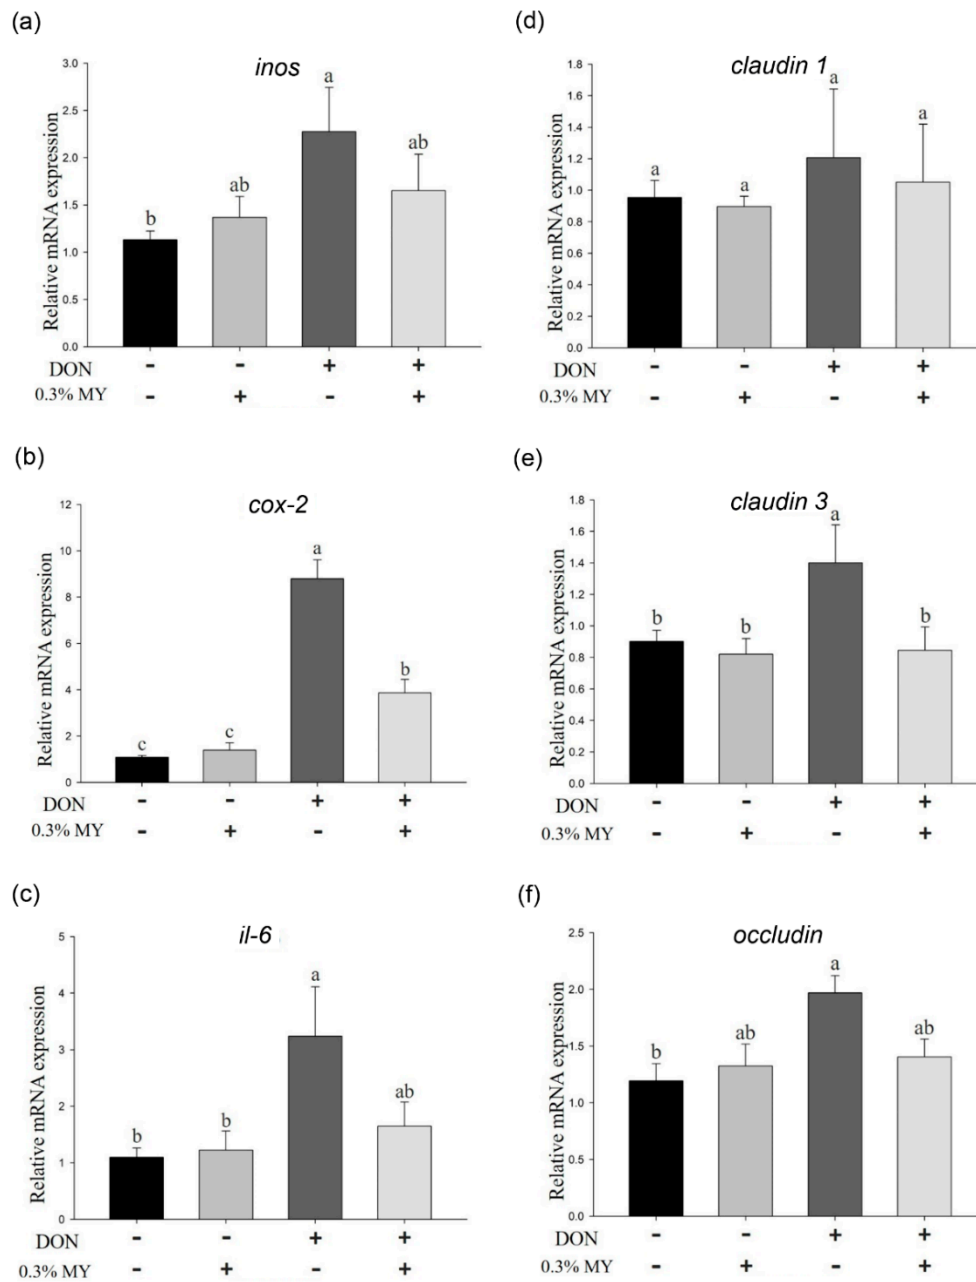 (a)
inos
Relative mRNA expression
3.0
2.5
2.0
1.5
1.0
0.5
0.0
b
ab
a
ab
DON - - + +
0.3% MY - + - +
(b)
cox-2
Relative mRNA expression
12
10
8
6
4
2
0
c
c
a
b
DON - - + +
0.3% MY - + - +
(c)
il-6
Relative mRNA expression
5
4
3
2
1
0
b
b
a
ab
DON - - + +
0.3% MY - + - +
(d)
claudin 1
Relative mRNA expression
1.8
1.6
1.4
1.2
1.0
0.8
0.6
0.4
0.2
0.0
a
a
a
a
DON - - + +
0.3% MY - + - +
(e)
claudin 3
Relative mRNA expression
1.8
1.6
1.4
1.2
1.0
0.8
0.6
0.4
0.2
0.0
b
b
a
b
DON - - + +
0.3% MY - + - +
(f)
occludin
Relative mRNA expression
2.5
2.0
1.5
1.0
0.5
0.0
b
ab
a
ab
DON - - + +
0.3% MY - + - +